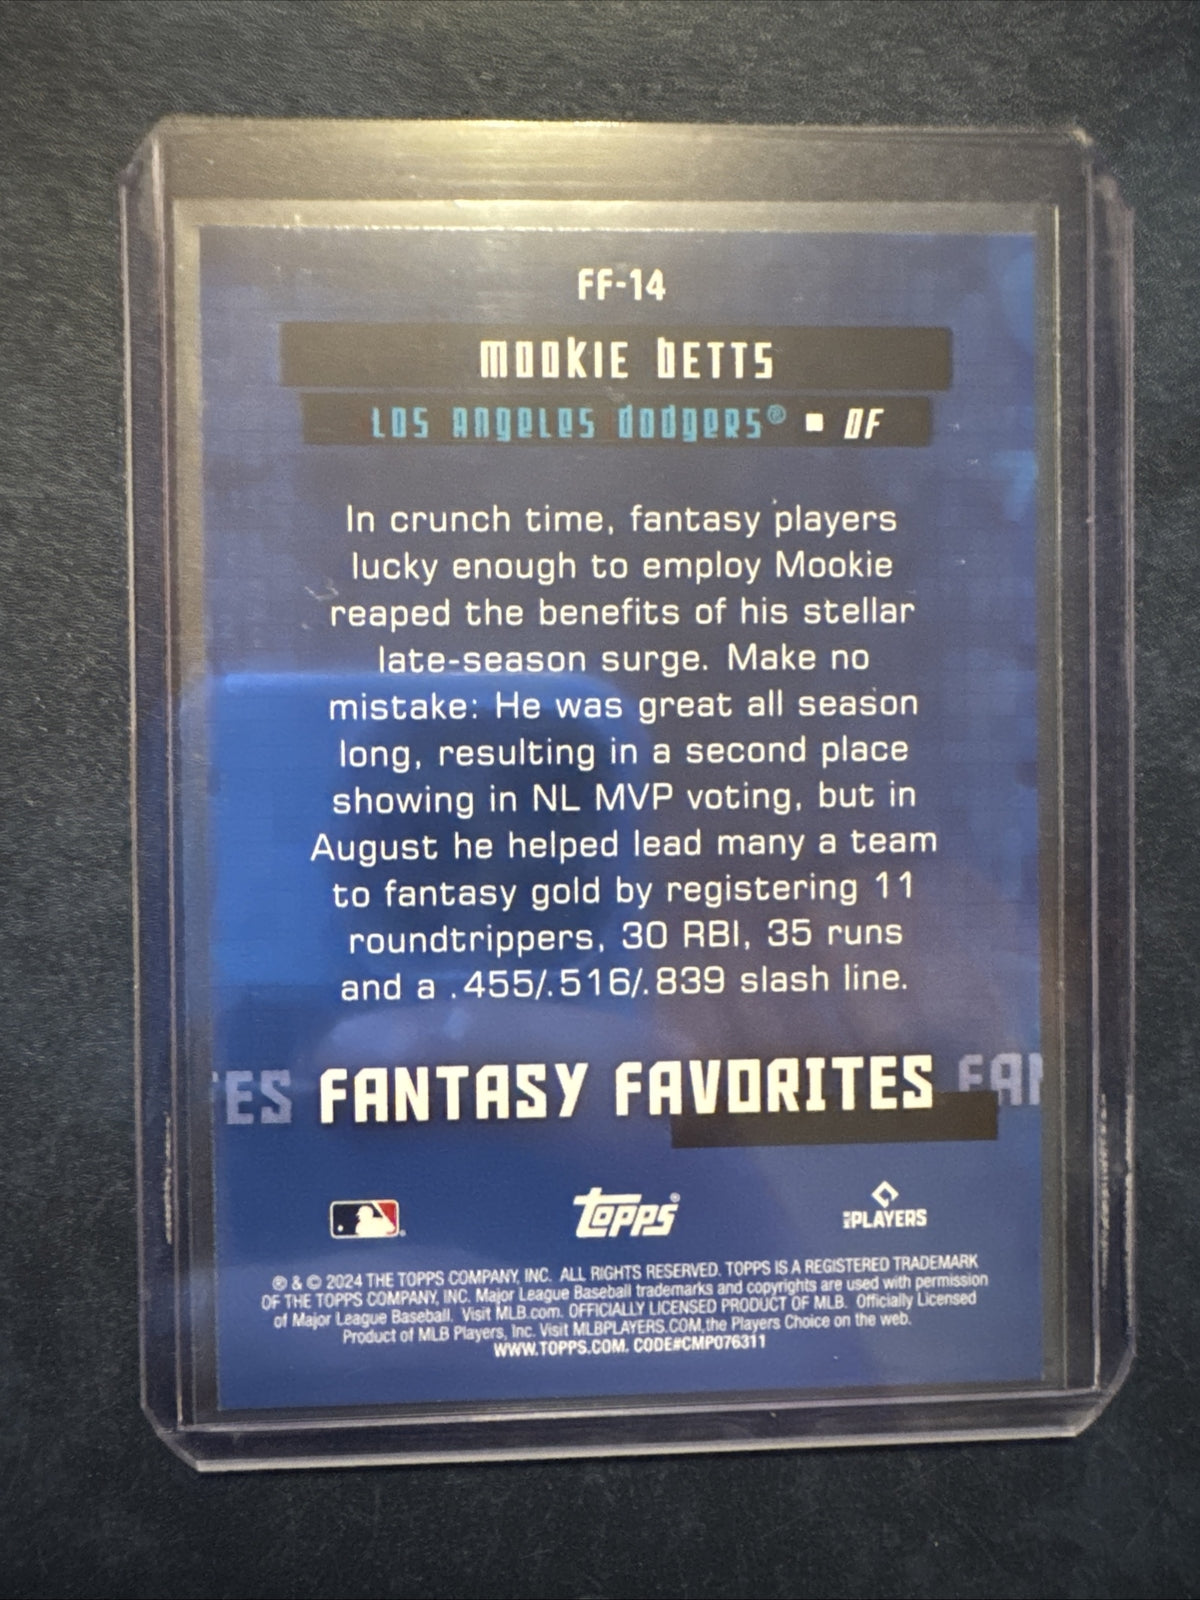 FF-14
MOOKIE BETTS
LOS ANGELES DODGERS® ▪ OF
In crunch time, fantasy players
lucky enough to employ Mookie
reaped the benefits of his stellar
late-season surge. Make no
mistake: He was great all season
long, resulting in a second place
showing in NL MVP voting, but in
August he helped lead many a team
to fantasy gold by registering 11
roundtrippers, 30 RBI, 35 runs
and a .455/.516/.839 slash line.
ES FANTASY FAVORITES FAN
Topps® PLAYERS
® & © 2024 THE TOPPS COMPANY, INC. ALL RIGHTS RESERVED. TOPPS IS A REGISTERED TRADEMARK
OF THE TOPPS COMPANY, INC. Major League Baseball trademarks and copyrights are used with permission
of Major League Baseball. Visit MLB.com. OFFICIALLY LICENSED PRODUCT OF MLB. Officially Licensed
Product of MLB Players, Inc. Visit MLBPLAYERS.COM,the Players Choice on the web.
WWW.TOPPS.COM. CODE#CMP076311